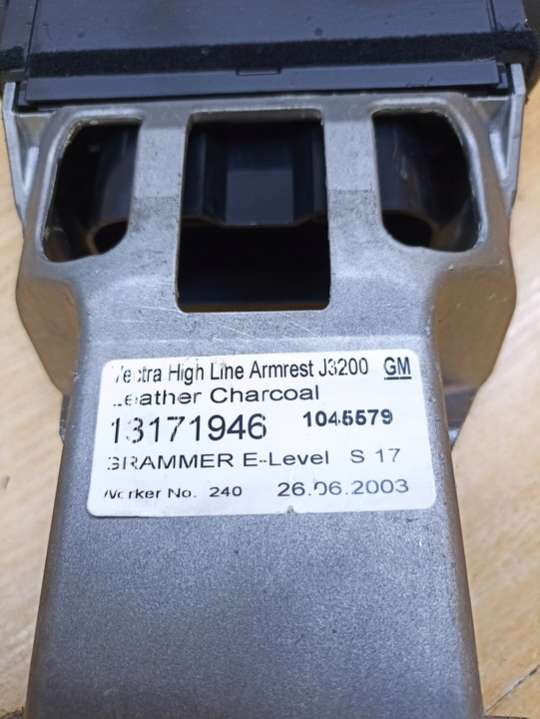 Vectra High Line Armrest J3200 GM
Leather Charcoal
13171946 1045579
GRAMMER E-Level S 17
Worker No. 240 26.06.2003